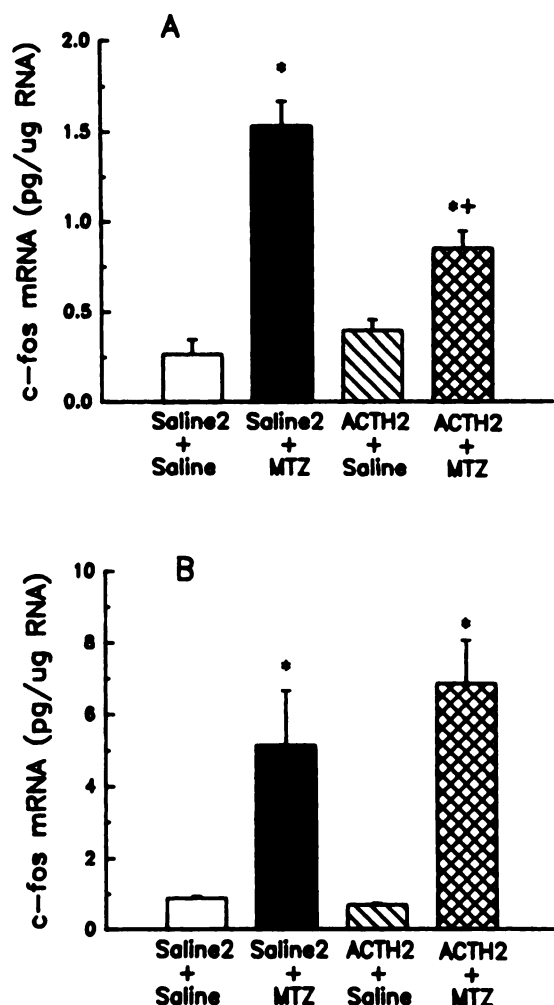 A
c-fos mRNA (pg/ug RNA)
2.0
1.5
1.0
0.5
0.0
*
*+
Saline2 Saline2 ACTH2 ACTH2
+ + + +
Saline MTZ Saline MTZ
B
c-fos mRNA (pg/ug RNA)
10
8
6
4
2
0
*
*
Saline2 Saline2 ACTH2 ACTH2
+ + + +
Saline MTZ Saline MTZ